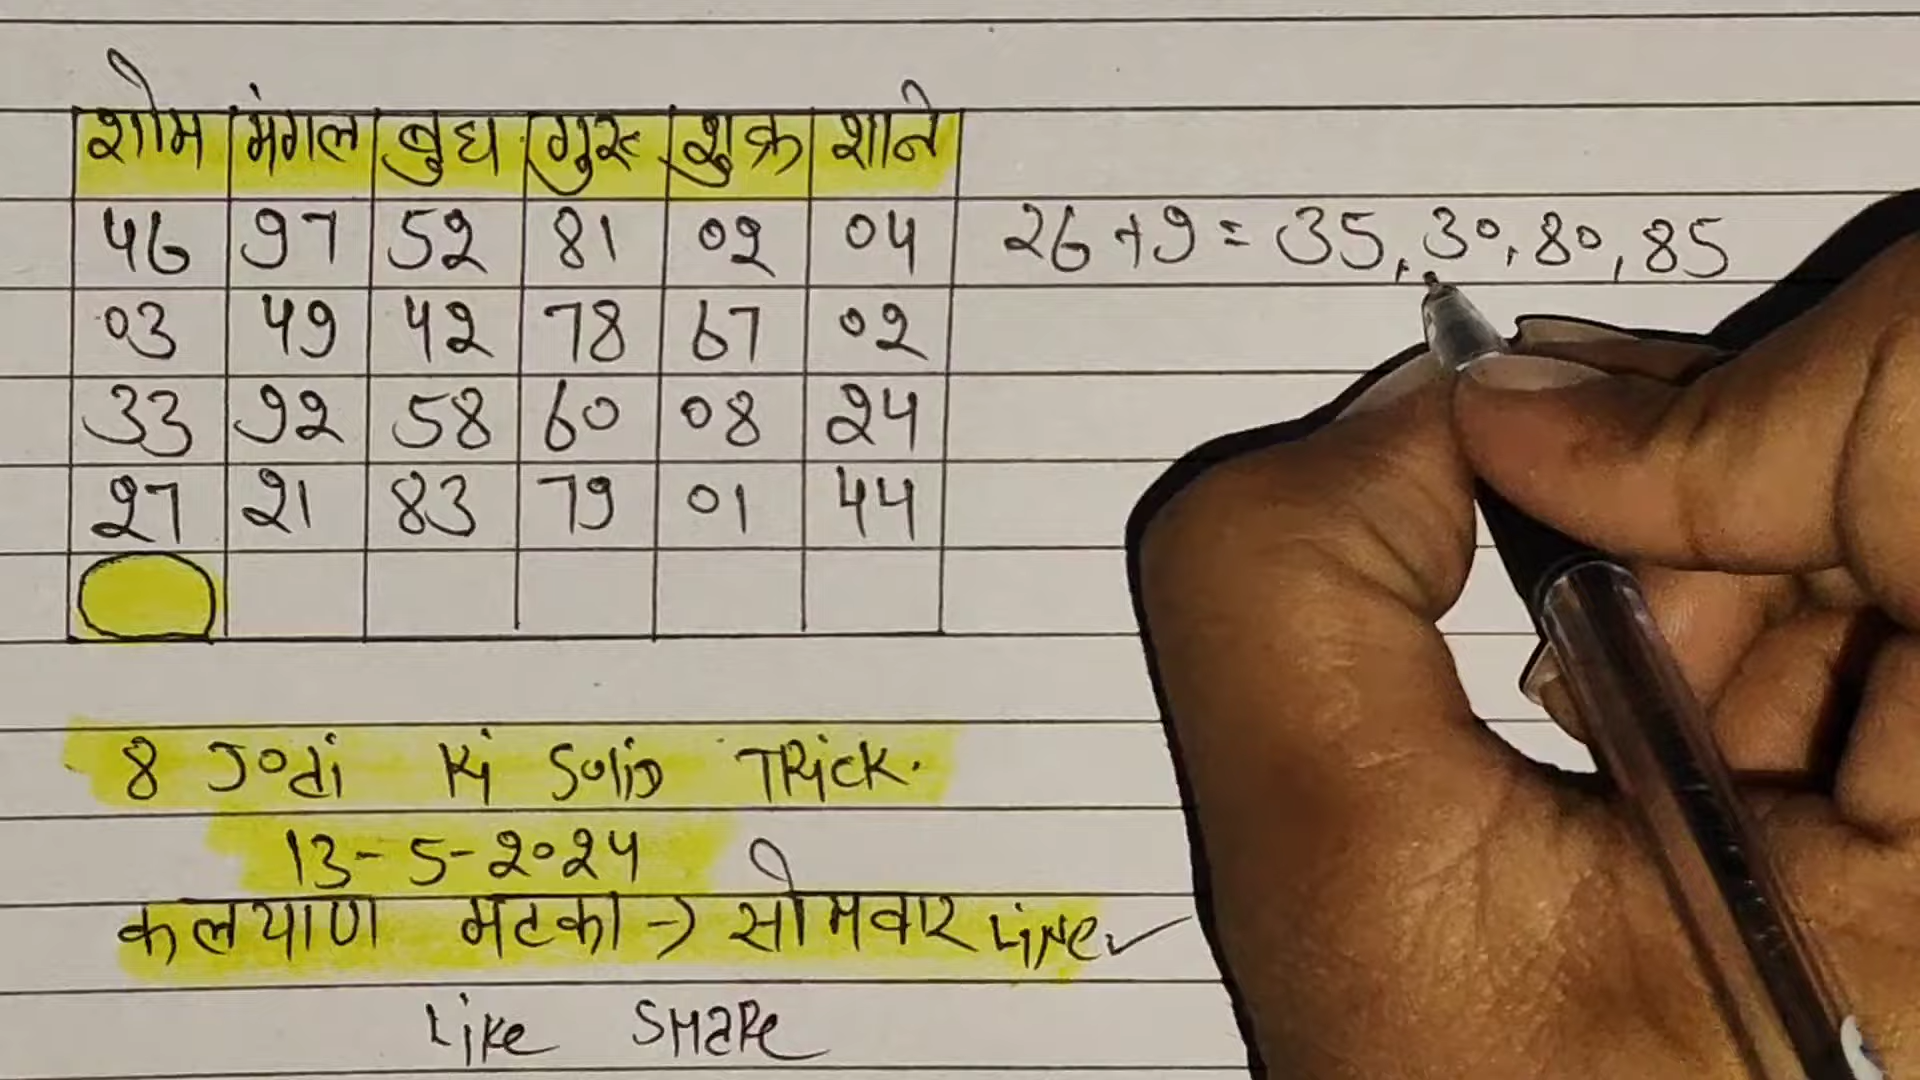 शोम मंगल बुध गुरु शुक्र शनि
46 97 52 81 02 04 26+9=35,30,80,85
03 49 42 78 67 02
33 92 58 60 08 24
27 21 83 79 01 44
8 Jodi Ki Solid TRick.
13-5-2024
कलयाण मटका → सोमवार Line ✓
Like SHaRe